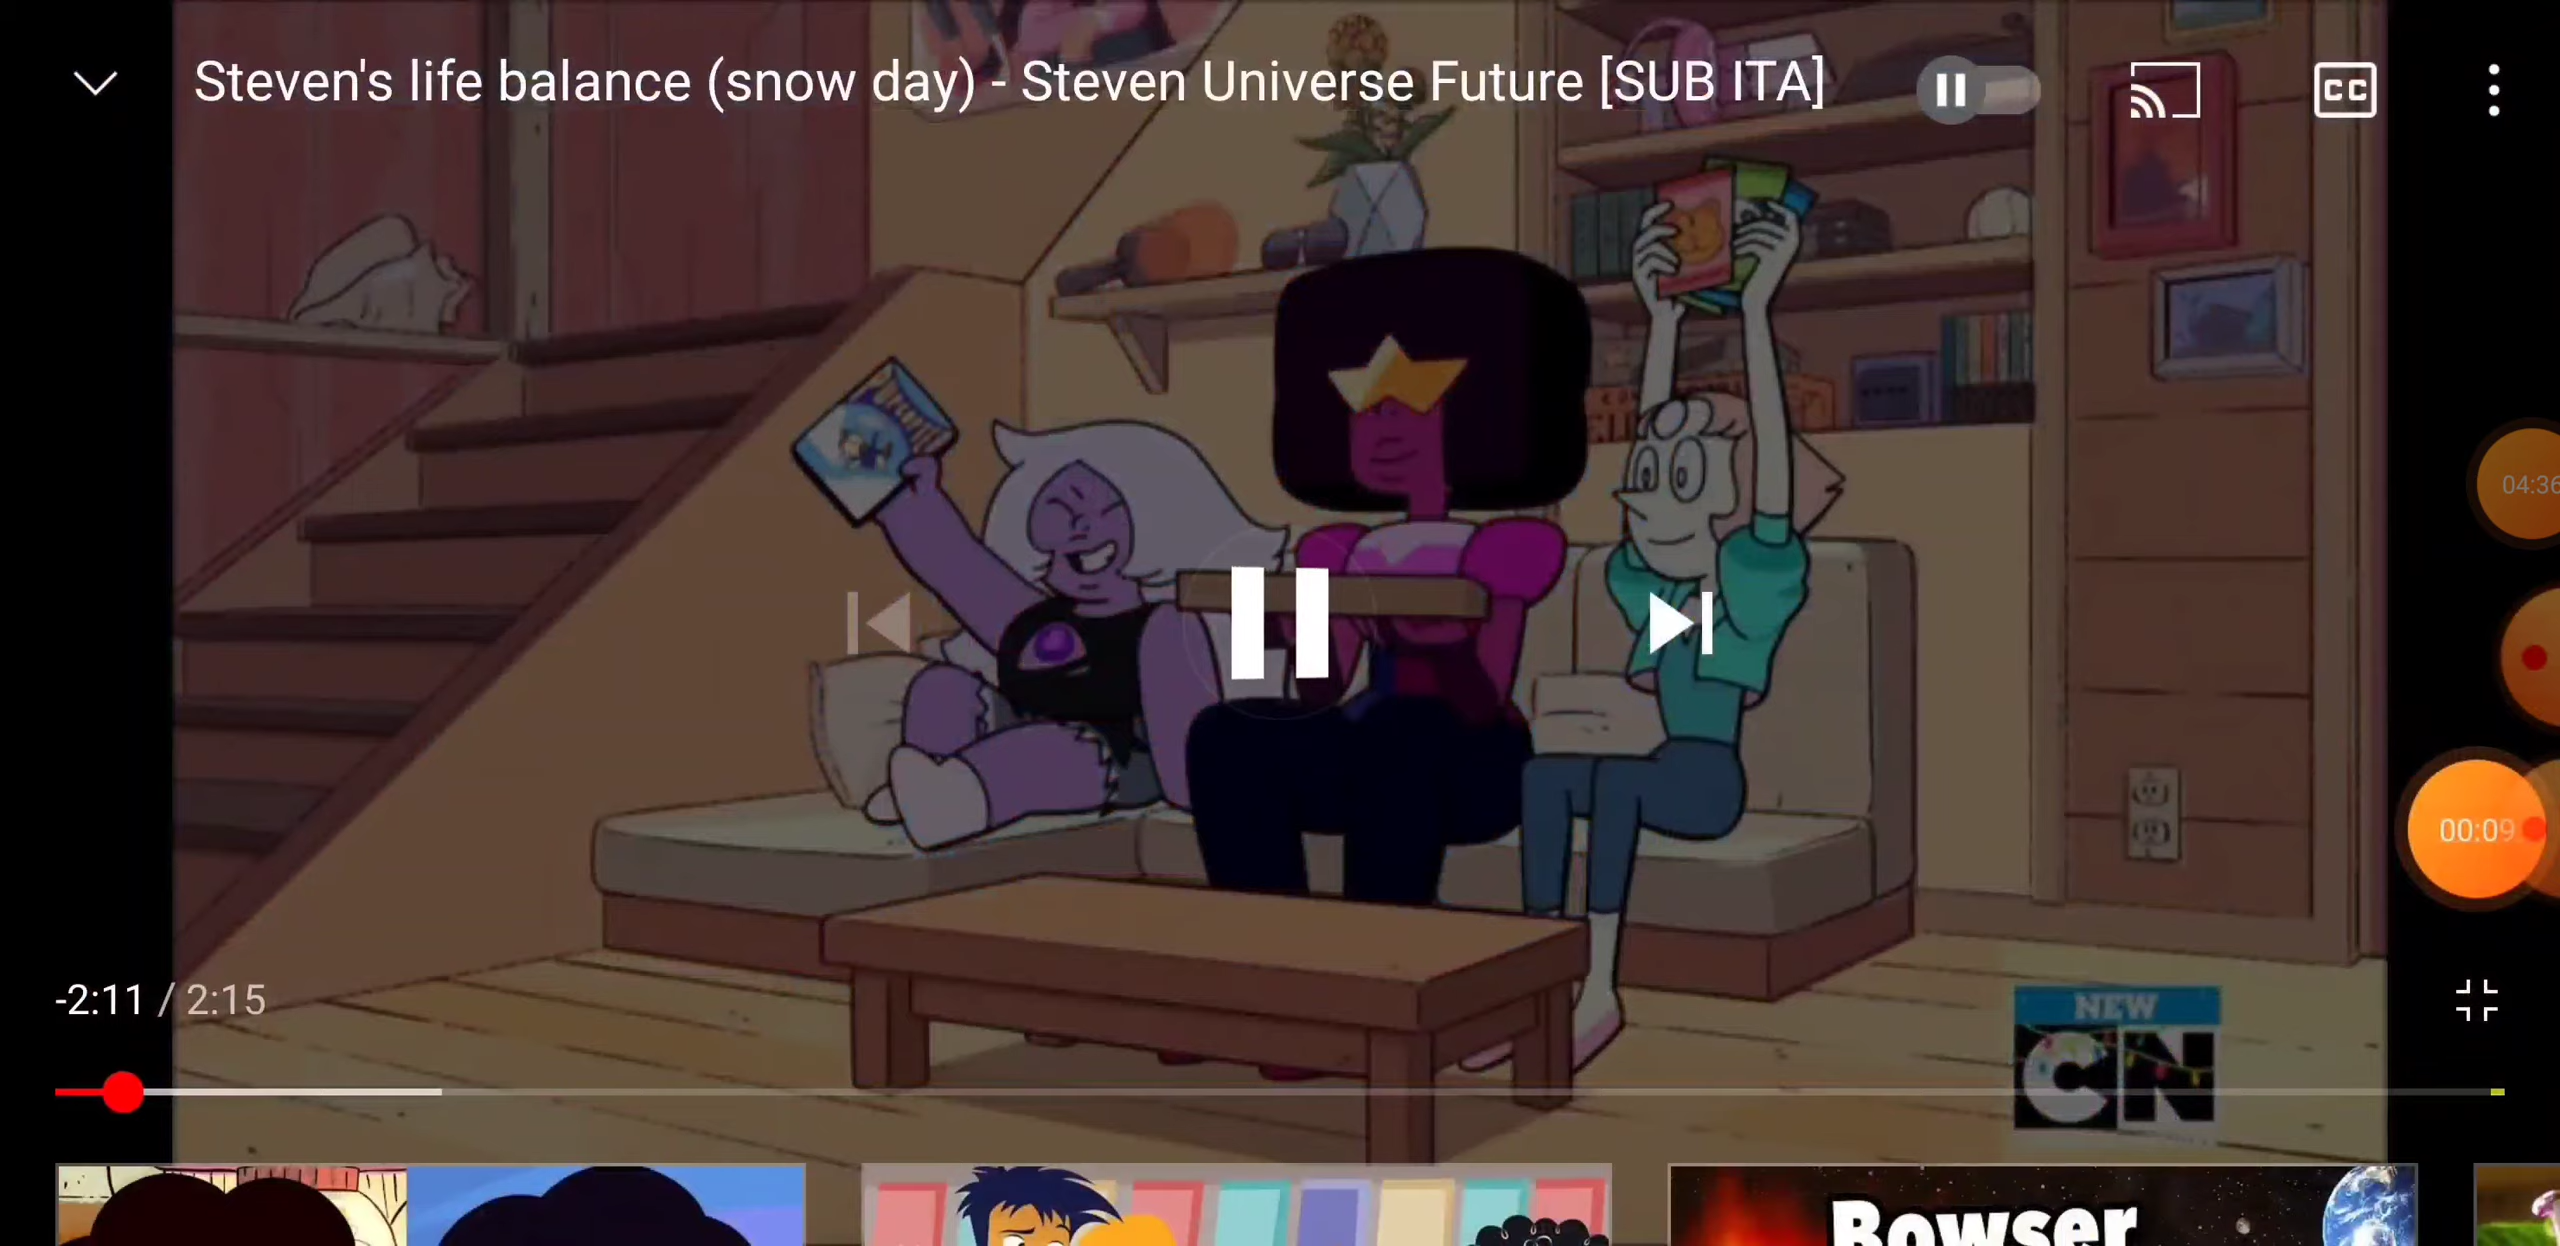 Steven's life balance (snow day) - Steven Universe Future [SUB ITA]
CC
04:36
00:09
-2:11 / 2:15
NEW
CN
Bowser